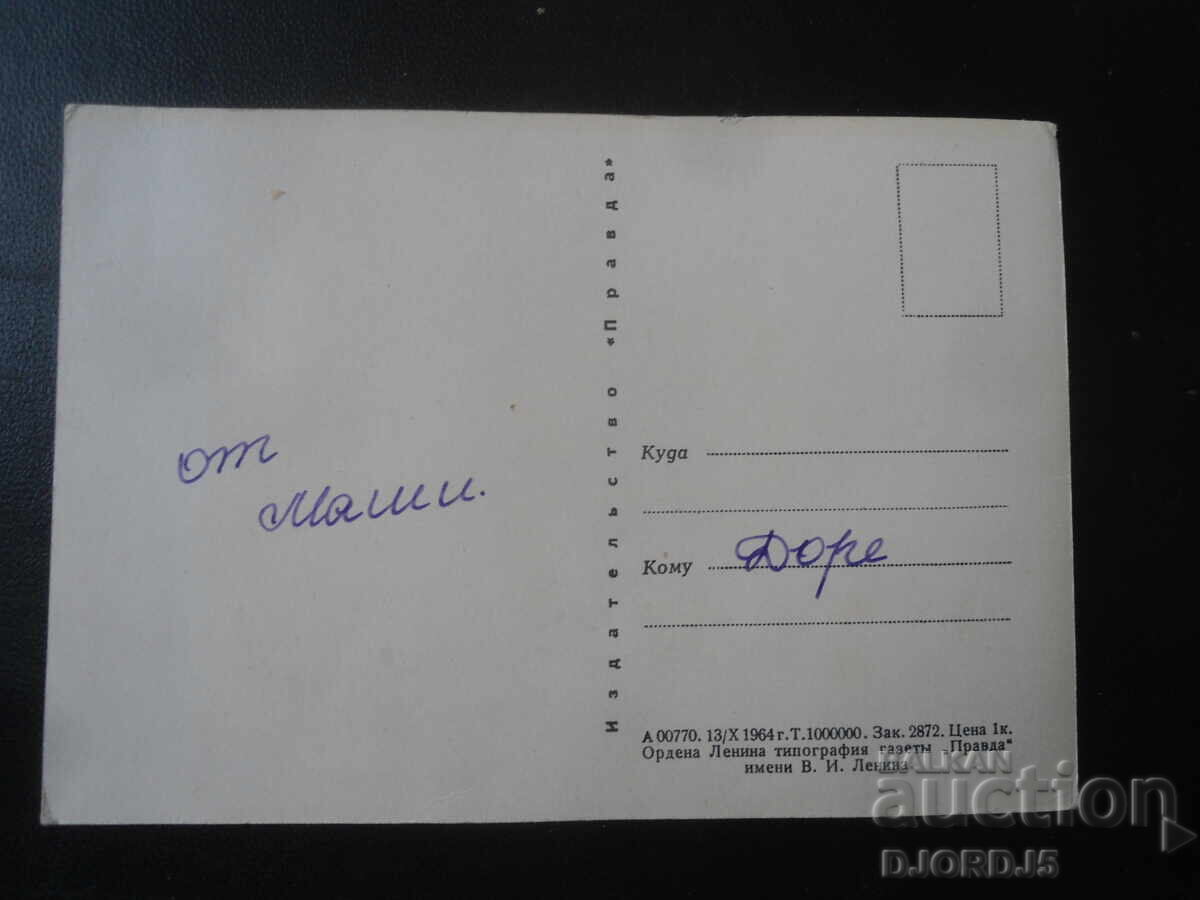 от
Маши.
Издательство «Правда»
Куда
Кому Доре
А 00770. 13/X 1964 г. Т. 1000000. Зак. 2872. Цена 1к.
Ордена Ленина типография газеты „Правда“
имени В. И. Ленина.
BALKAN
auction
DJORDJ5